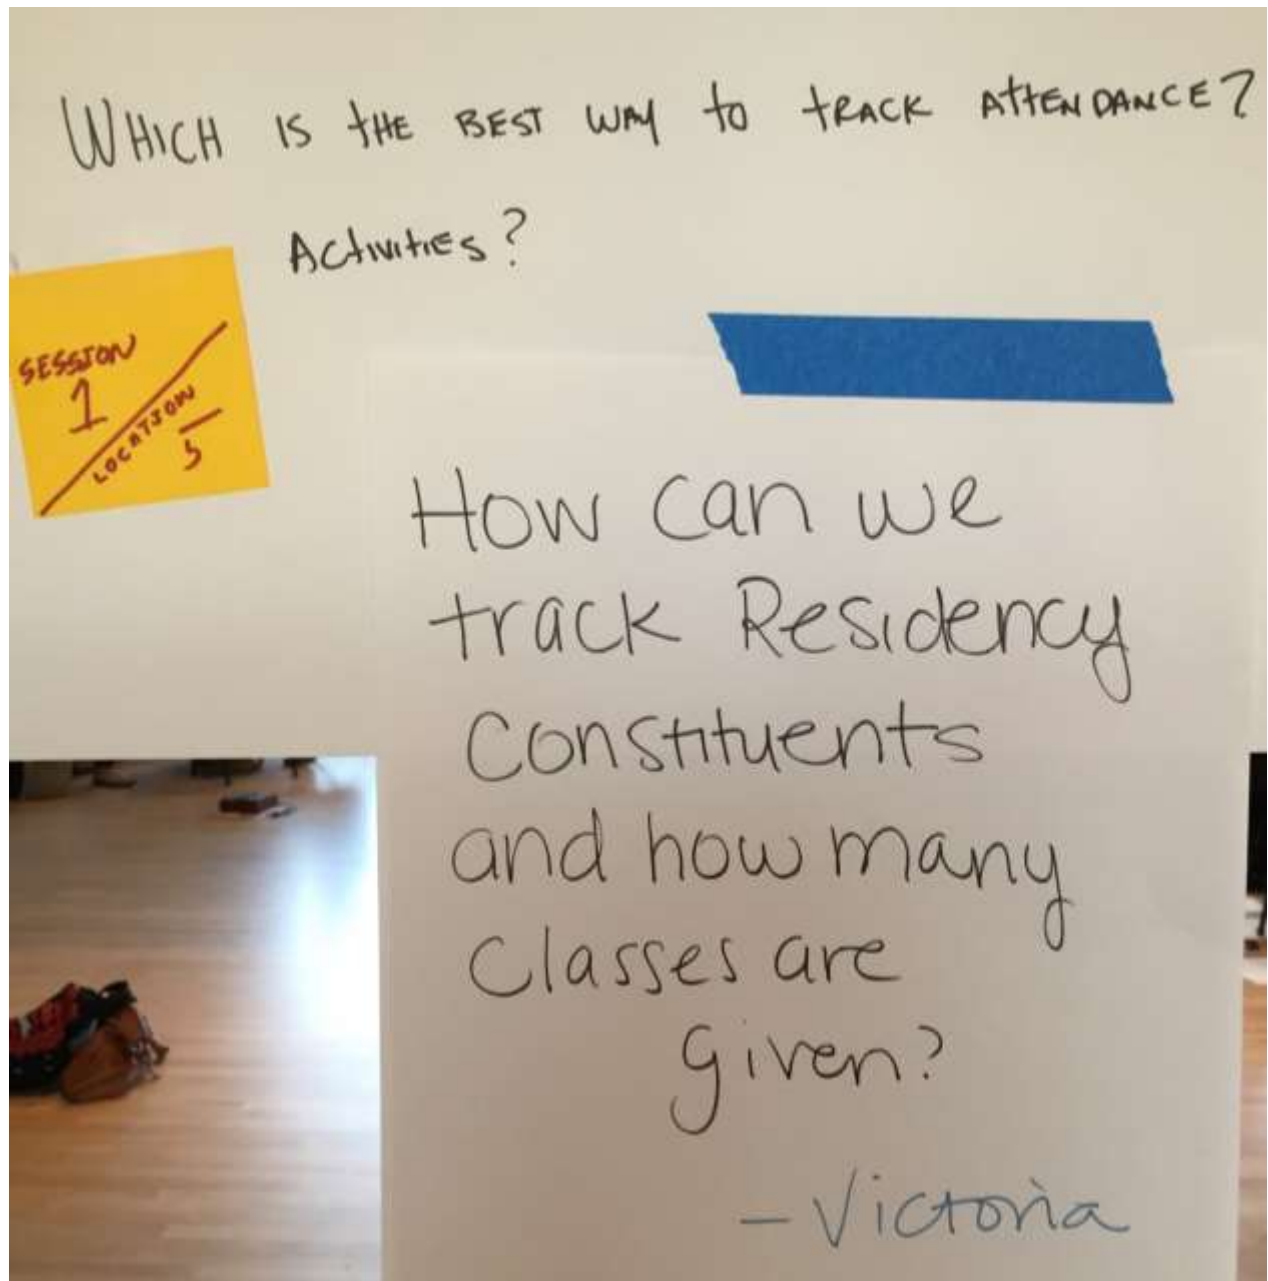 WHICH IS tHE BEST WAY to tRACK AttENDANCE?
Activities?
SESSION
1
LOCATION
5
How can we
track Residency
Constituents
and how many
Classes are
given?
- Victoria